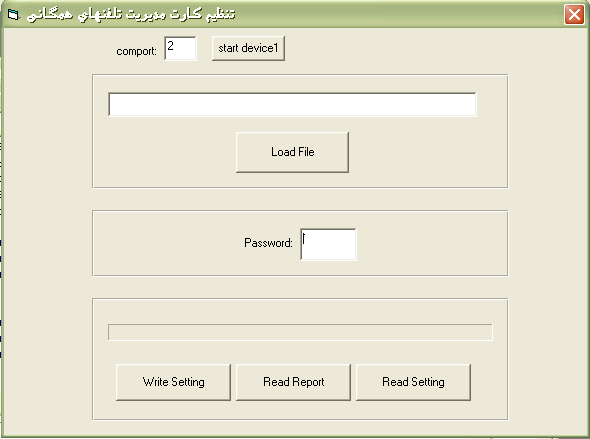 تنظيم كارت مديريت تلفنهاي همگاني
comport: 2 start device1
Load File
Password:
Write Setting Read Report Read Setting